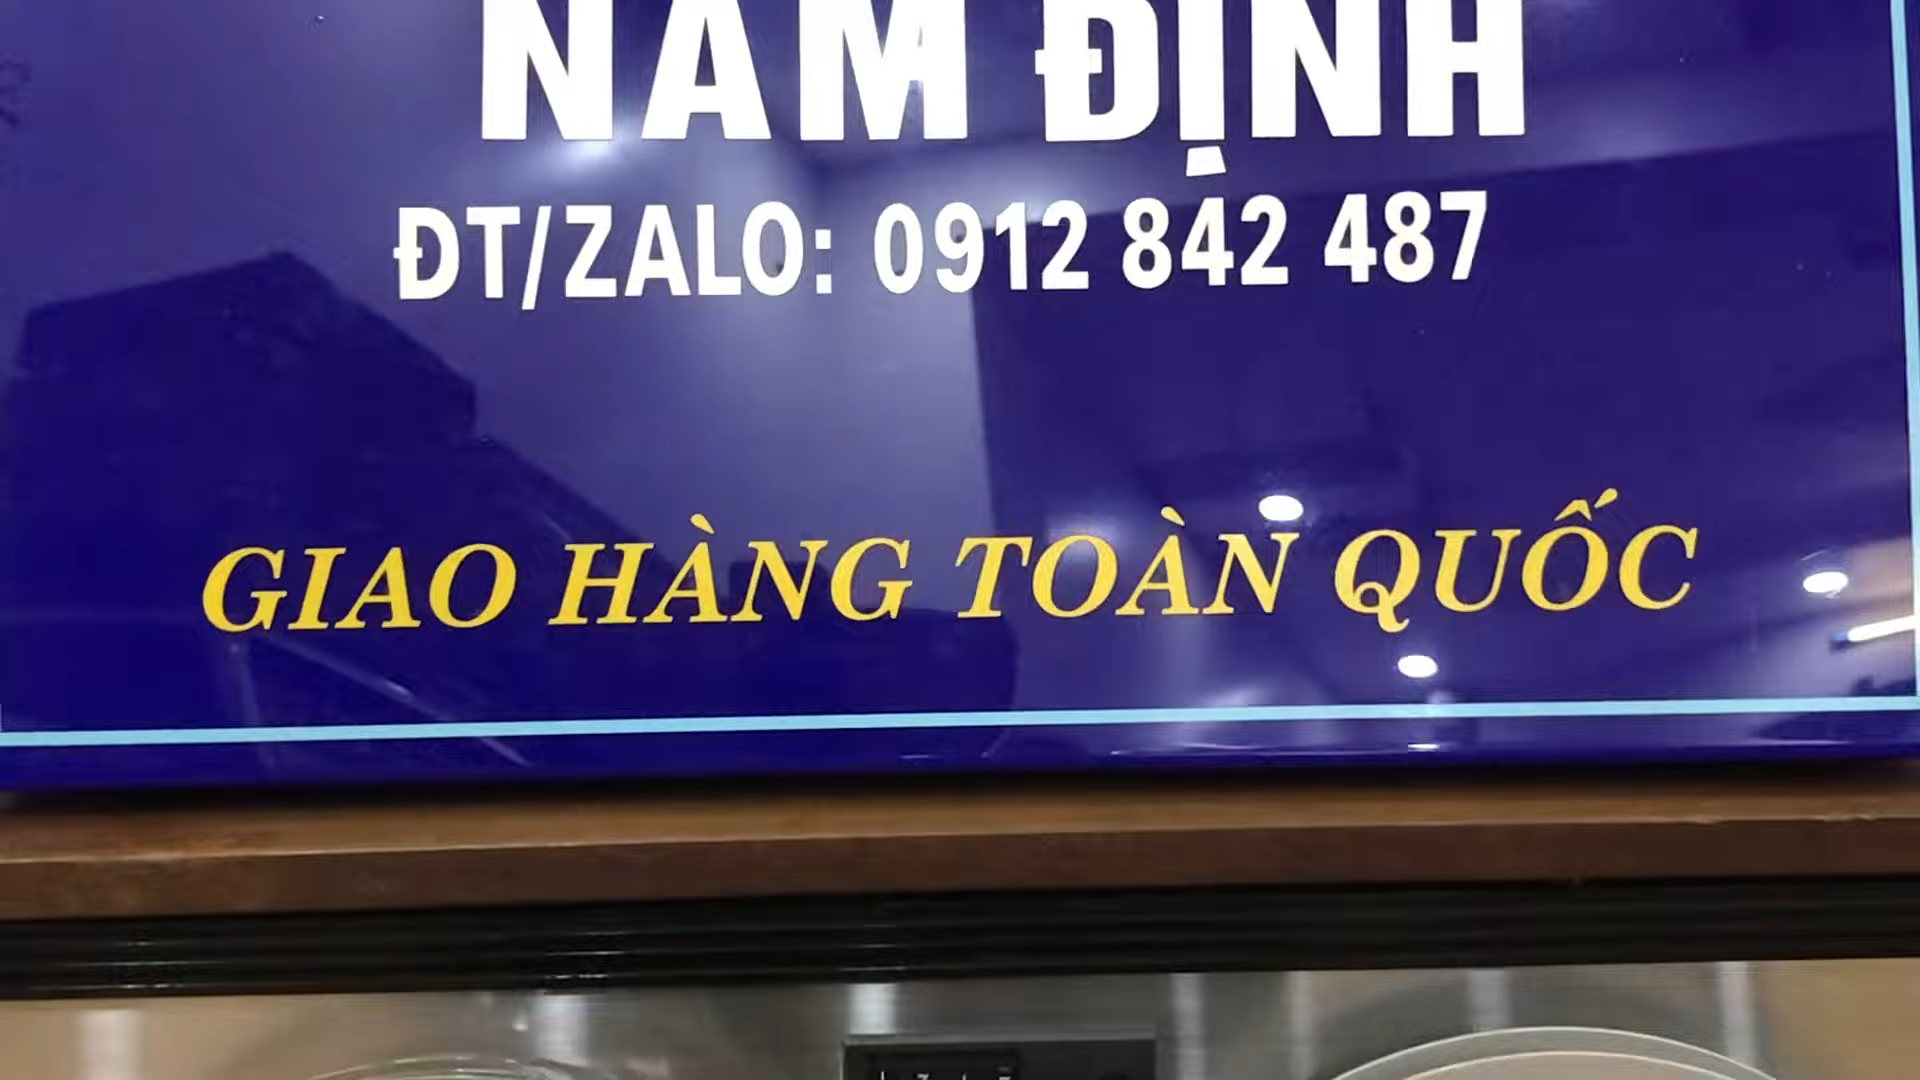 NAM ĐỊNH
ĐT/ZALO: 0912 842 487
GIAO HÀNG TOÀN QUỐC